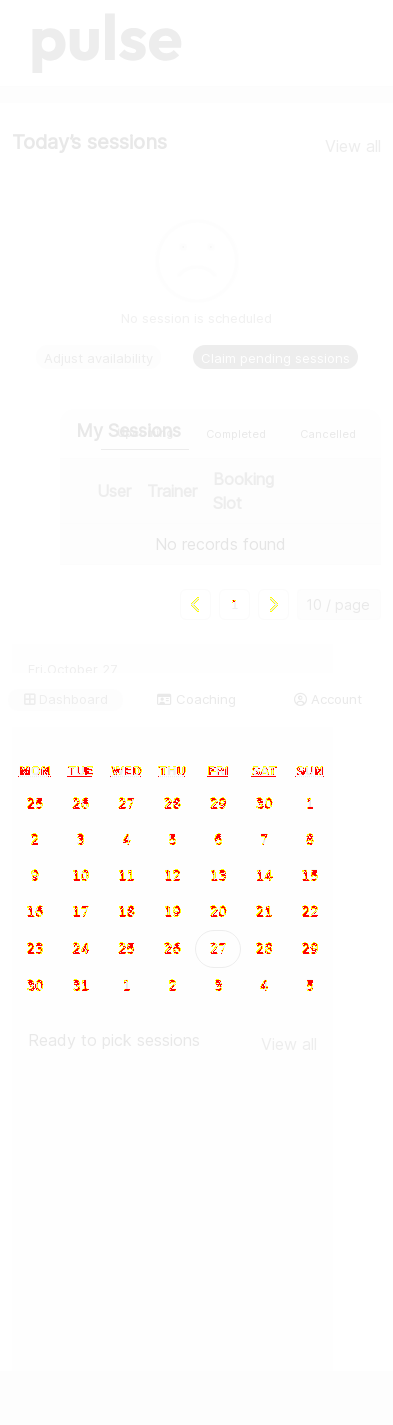 pulse
Today's sessions
View all
No session is scheduled
Adjust availability
Claim pending sessions
My Sessions
Completed
Cancelled
User
Trainer
Booking
Slot
No records found
1
10 / page
Fri October 27
Dashboard
Coaching
Account
MON TUE WED THU FRI SAT SUN
25 26 27 28 29 30 1
2 3 4 5 6 7 8
9 10 11 12 13 14 15
16 17 18 19 20 21 22
23 24 25 26 27 28 29
30 31 1 2 3 4 5
Ready to pick sessions
View all